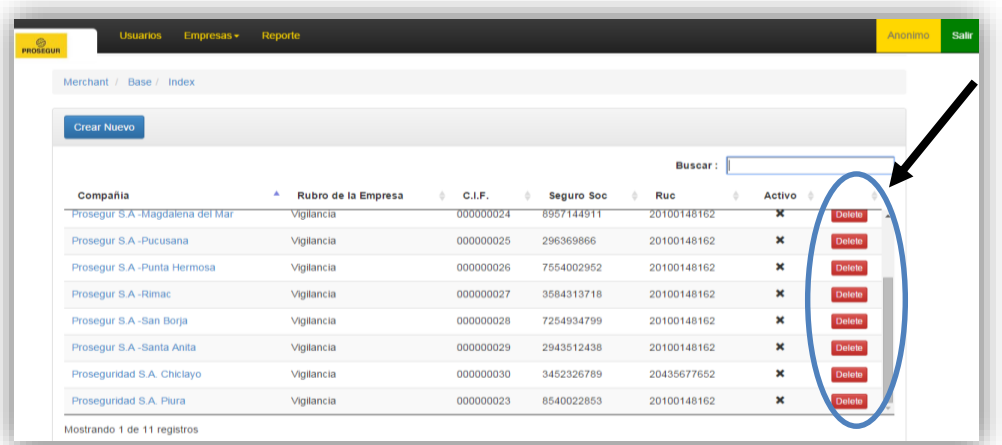 PROSEGUR Usuarios Empresas Reporte Anonimo Salir
Merchant / Base / Index
Crear Nuevo
Buscar :
Compañia Rubro de la Empresa C.I.F. Seguro Soc Ruc Activo
Prosegur S.A -Magdalena del Mar Vigilancia 000000024 8957144911 20100148162 Delete
Prosegur S.A -Pucusana Vigilancia 000000025 296369866 20100148162 Delete
Prosegur S.A -Punta Hermosa Vigilancia 000000026 7554002952 20100148162 Delete
Prosegur S.A -Rimac Vigilancia 000000027 3584313718 20100148162 Delete
Prosegur S.A -San Borja Vigilancia 000000028 7254934799 20100148162 Delete
Prosegur S.A -Santa Anita Vigilancia 000000029 2943512438 20100148162 Delete
Proseguridad S.A. Chiclayo Vigilancia 000000030 3452326789 20435677652 Delete
Proseguridad S.A. Piura Vigilancia 000000023 8540022853 20100148162 Delete
Mostrando 1 de 11 registros